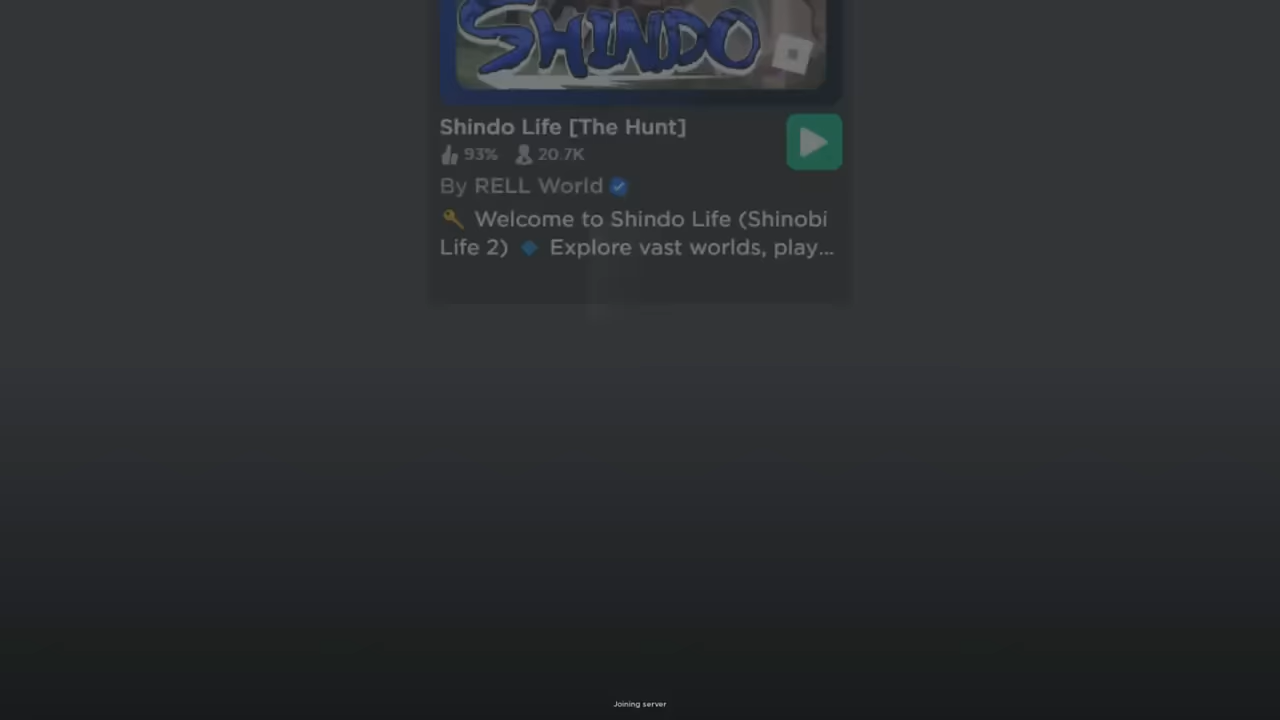 SHINDO
Shindo Life [The Hunt]
93% 20.7K
By RELL World
Welcome to Shindo Life (Shinobi
Life 2) Explore vast worlds, play...
Joining server